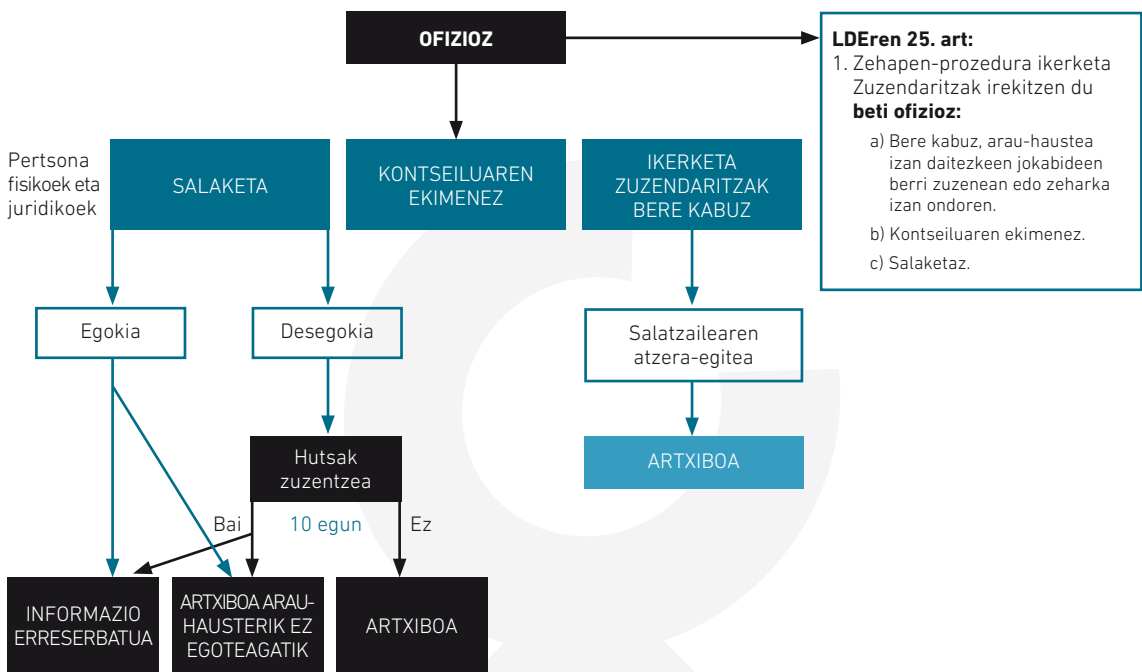 OFIZIOZ
LDEren 25. art:
1. Zehapen-prozedura ikerketa
Zuzendaritzak irekitzen du
beti ofizioz:
a) Bere kabuz, arau-haustea
izan daitezkeen jokabideen
berri zuzenean edo zeharka
izan ondoren.
b) Kontseiluaren ekimenez.
c) Salaketaz.
Pertsona
fisikoek eta
juridikoek
SALAKETA
KONTSEILUAREN
EKIMENEZ
IKERKETA
ZUZENDARITZAK
BERE KABUZ
Egokia
Desegokia
Salatzailearen
atzera-egitea
Hutsak
zuzentzea
ARTXIBOA
Bai
10 egun
Ez
INFORMAZIO
ERRESERBATUA
ARTXIBOA ARAU-
HAUSTERIK EZ
EGOTEAGATIK
ARTXIBOA